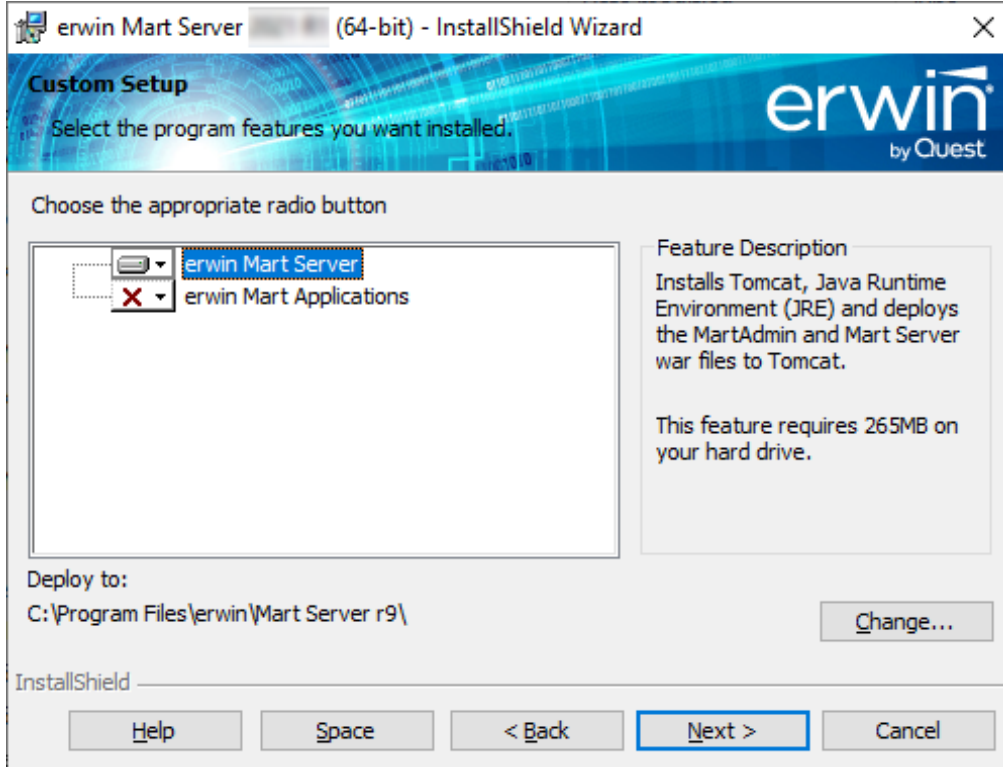 erwin Mart Server (64-bit) - InstallShield Wizard
Custom Setup
Select the program features you want installed.
erwin
by Quest
Choose the appropriate radio button
erwin Mart Server
erwin Mart Applications
Feature Description
Installs Tomcat, Java Runtime
Environment (JRE) and deploys
the MartAdmin and Mart Server
war files to Tomcat.
This feature requires 265MB on
your hard drive.
Deploy to:
C:\Program Files\erwin\Mart Server r9\
Change...
InstallShield
Help
Space
< Back
Next >
Cancel